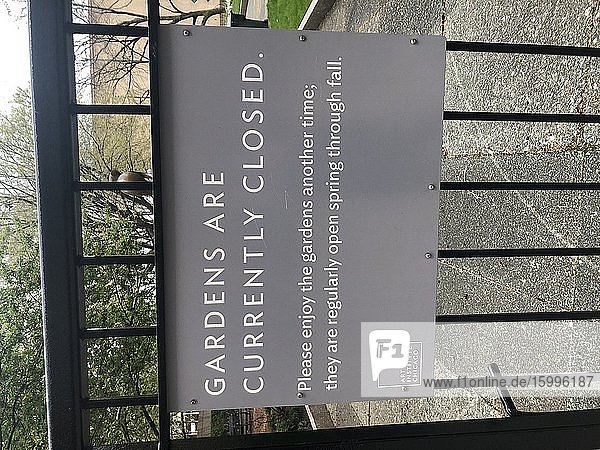 GARDENS ARE
CURRENTLY CLOSED.
Please enjoy the gardens another time;
they are regularly open spring through fall.
F1
www.f1online.de 15996187